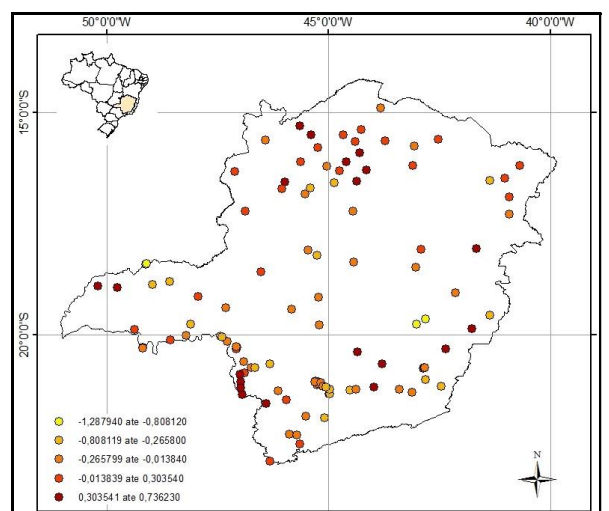 50°0'0"W 45°0'0"W 40°0'0"W
15°0'0"S
20°0'0"S
-1,287940 ate -0,808120
-0,808119 ate -0,265800
-0,265799 ate -0,013840
-0,013839 ate 0,303540
0,303541 ate 0,736230
N